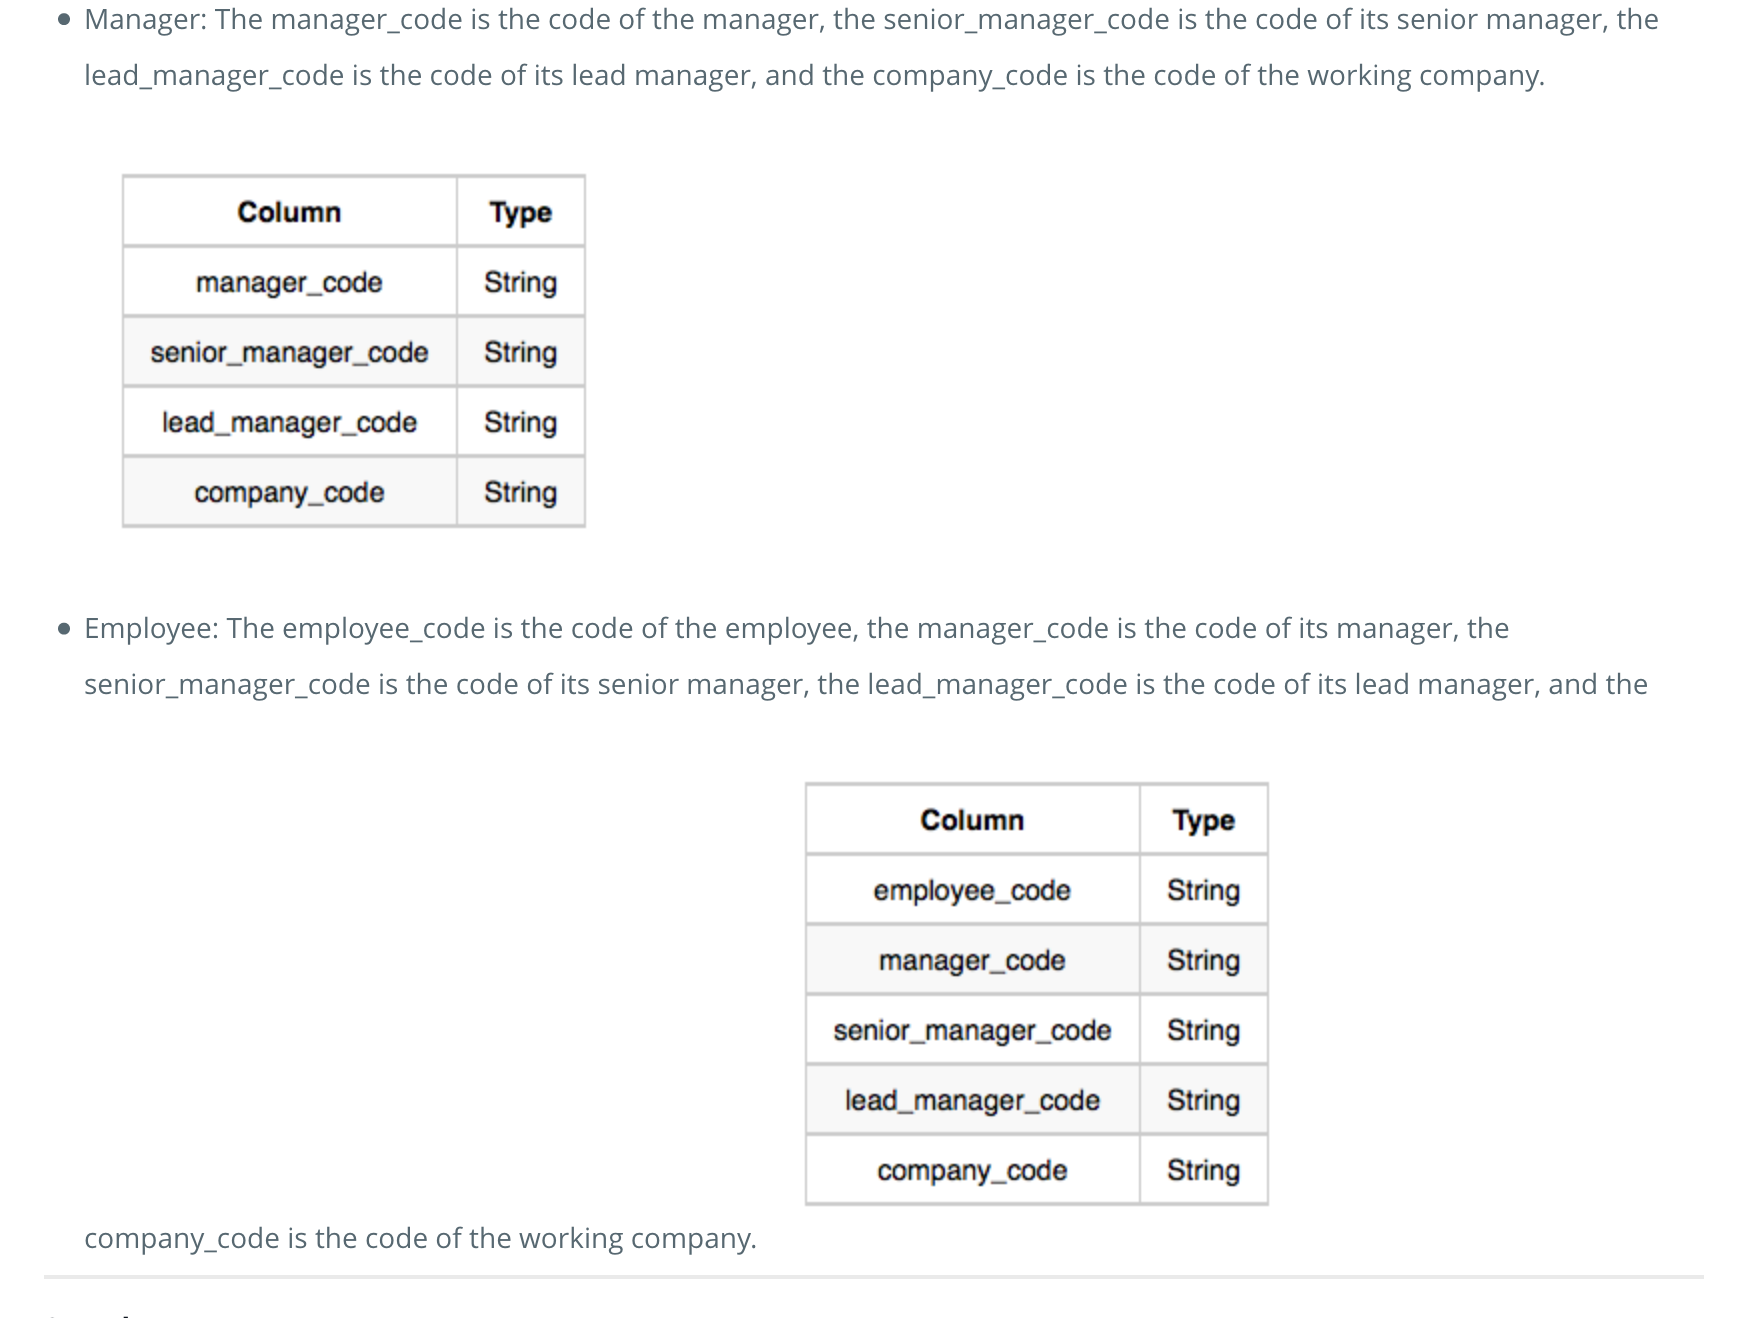 • Manager: The manager_code is the code of the manager, the senior_manager_code is the code of its senior manager, the
lead_manager_code is the code of its lead manager, and the company_code is the code of the working company.
Column Type
manager_code String
senior_manager_code String
lead_manager_code String
company_code String
• Employee: The employee_code is the code of the employee, the manager_code is the code of its manager, the
senior_manager_code is the code of its senior manager, the lead_manager_code is the code of its lead manager, and the
Column Type
employee_code String
manager_code String
senior_manager_code String
lead_manager_code String
company_code String
company_code is the code of the working company.